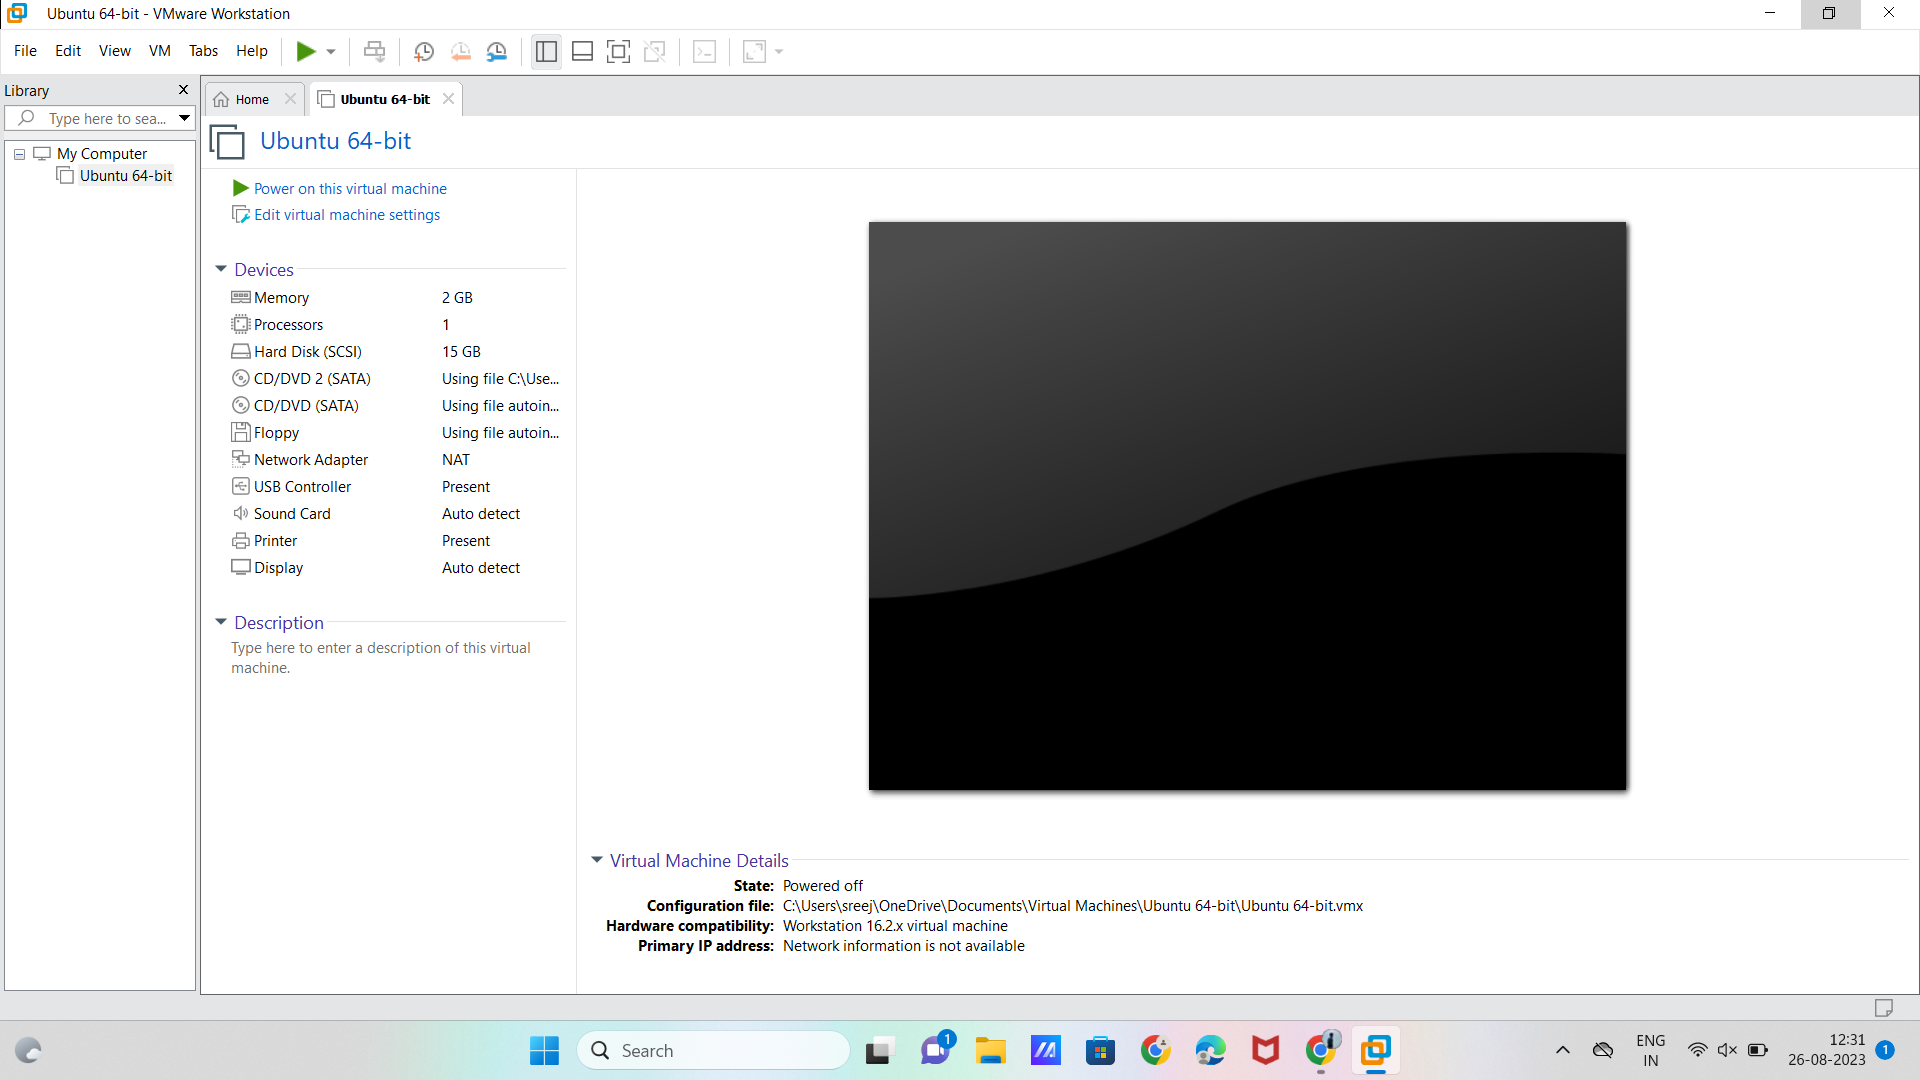 Ubuntu 64-bit - VMware Workstation
File Edit View VM Tabs Help
Library
Type here to sea...
My Computer
Ubuntu 64-bit
Home
Ubuntu 64-bit
Ubuntu 64-bit
Power on this virtual machine
Edit virtual machine settings
Devices
Memory 2 GB
Processors 1
Hard Disk (SCSI) 15 GB
CD/DVD 2 (SATA) Using file C:\Use...
CD/DVD (SATA) Using file autoin...
Floppy Using file autoin...
Network Adapter NAT
USB Controller Present
Sound Card Auto detect
Printer Present
Display Auto detect
Description
Type here to enter a description of this virtual
machine.
Virtual Machine Details
State: Powered off
Configuration file: C:\Users\sreej\OneDrive\Documents\Virtual Machines\Ubuntu 64-bit\Ubuntu 64-bit.vmx
Hardware compatibility: Workstation 16.2.x virtual machine
Primary IP address: Network information is not available
Search
1
ENG
IN
12:31
26-08-2023
1